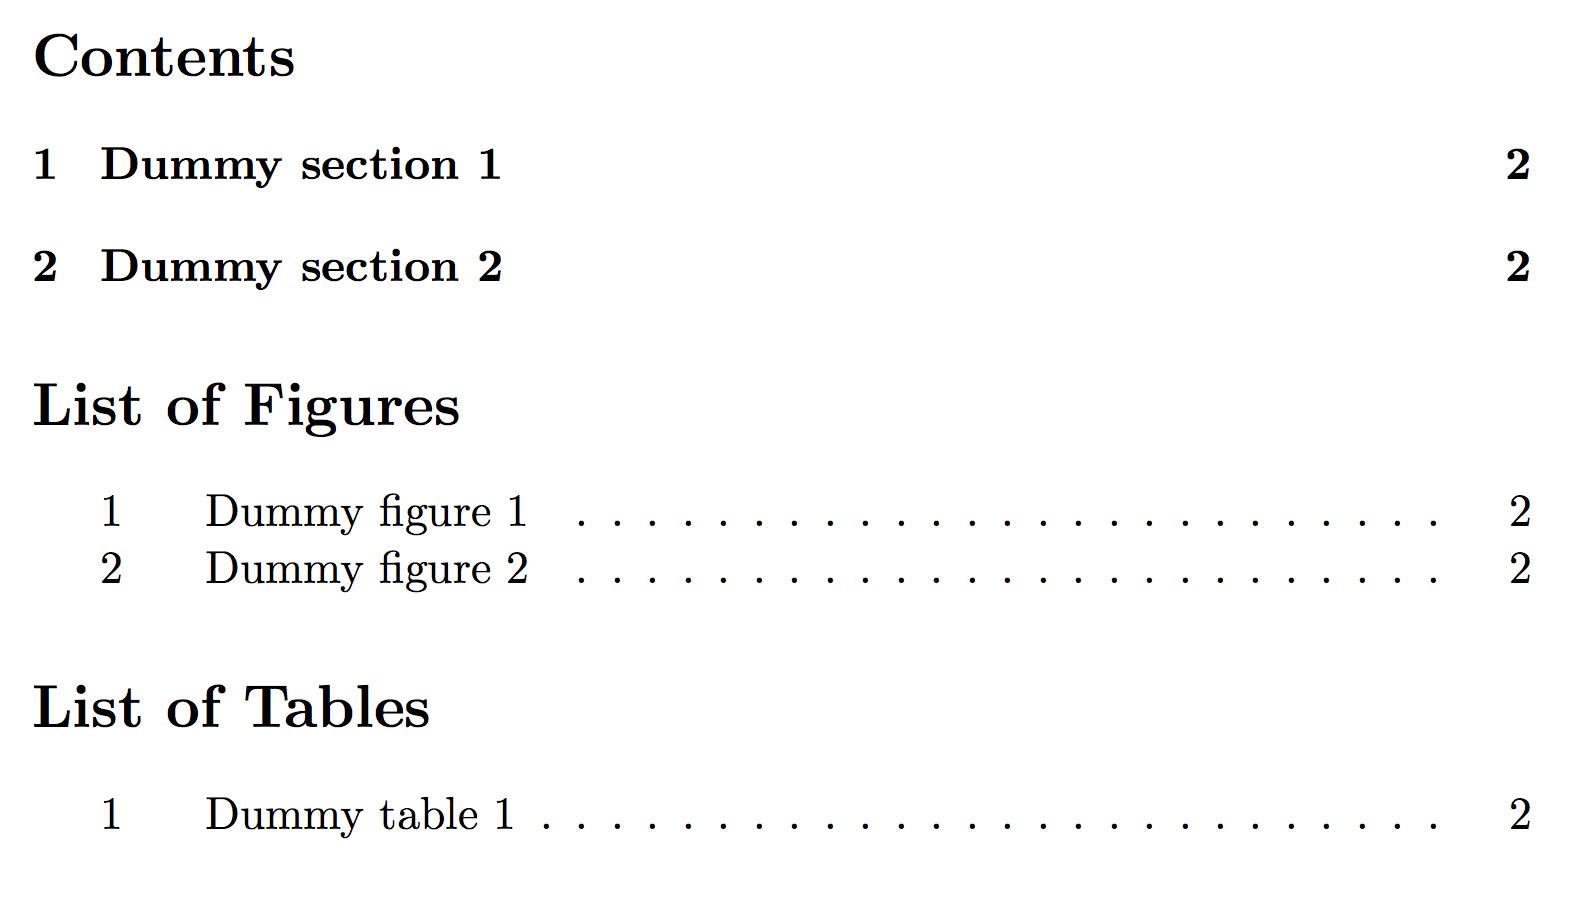 Contents
1 Dummy section 1 2
2 Dummy section 2 2
List of Figures
1 Dummy figure 1 . . . . . . . . . . . . . . . . . . . . . . . . . 2
2 Dummy figure 2 . . . . . . . . . . . . . . . . . . . . . . . . . 2
List of Tables
1 Dummy table 1 . . . . . . . . . . . . . . . . . . . . . . . . . . 2